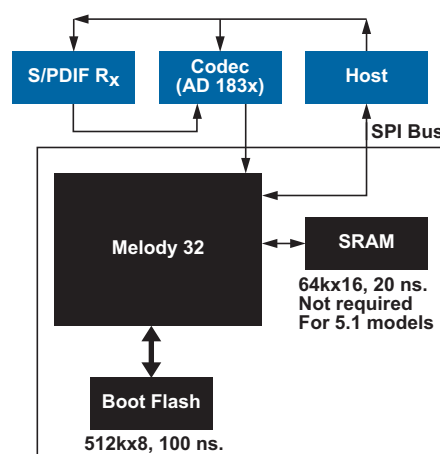 S/PDIF RX
Codec
(AD 183x)
Host
SPI Bus
Melody 32
SRAM
64kx16, 20 ns.
Not required
For 5.1 models
Boot Flash
512kx8, 100 ns.